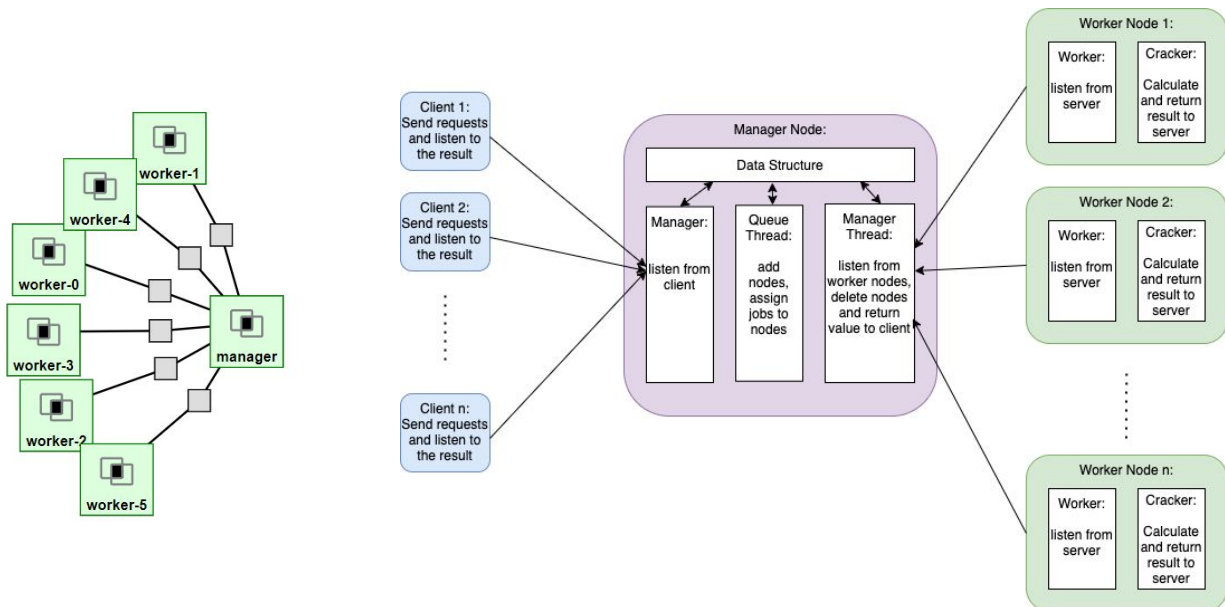 worker-1
worker-4
worker-0
worker-3
worker-2
worker-5
manager
Client 1:
Send requests
and listen to
the result
Client 2:
Send requests
and listen to
the result
Client n:
Send requests
and listen to
the result
Manager Node:
Data Structure
Manager:
listen from
client
Queue
Thread:
add
nodes,
assign
jobs to
nodes
Manager
Thread:
listen from
worker nodes,
delete nodes
and return
value to client
Worker Node 1:
Worker:
listen from
server
Cracker:
Calculate
and return
result to
server
Worker Node 2:
Worker:
listen from
server
Cracker:
Calculate
and return
result to
server
Worker Node n:
Worker:
listen from
server
Cracker:
Calculate
and return
result to
server